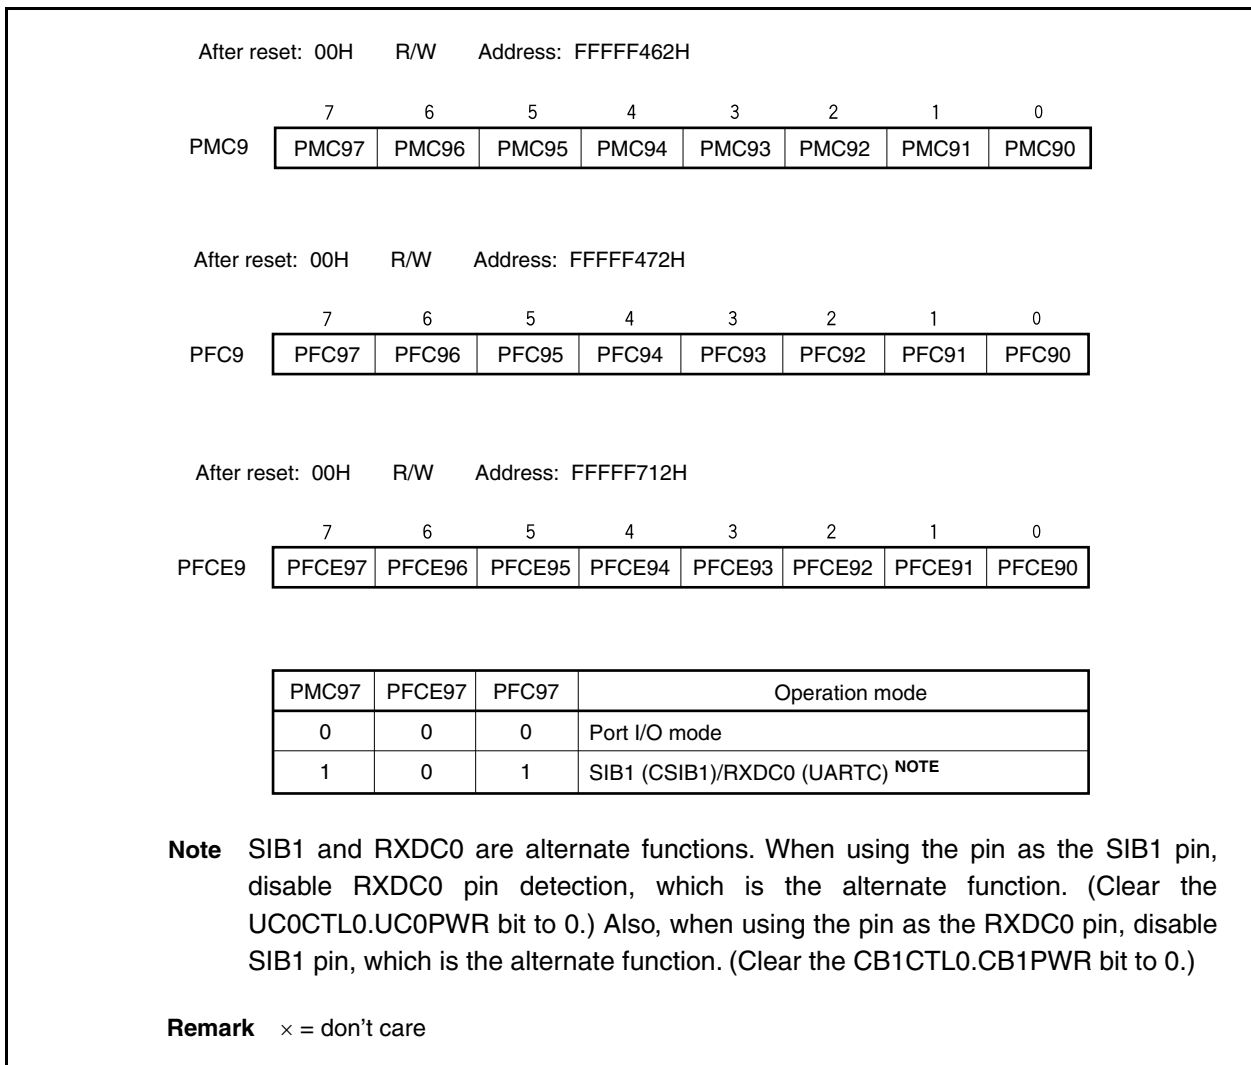 After reset: 00H R/W Address: FFFFF462H
7 6 5 4 3 2 1 0
PMC9 PMC97 PMC96 PMC95 PMC94 PMC93 PMC92 PMC91 PMC90
After reset: 00H R/W Address: FFFFF472H
7 6 5 4 3 2 1 0
PFC9 PFC97 PFC96 PFC95 PFC94 PFC93 PFC92 PFC91 PFC90
After reset: 00H R/W Address: FFFFF712H
7 6 5 4 3 2 1 0
PFCE9 PFCE97 PFCE96 PFCE95 PFCE94 PFCE93 PFCE92 PFCE91 PFCE90
PMC97 PFCE97 PFC97 Operation mode
0 0 0 Port I/O mode
1 0 1 SIB1 (CSIB1)/RXDC0 (UARTC) NOTE
Note SIB1 and RXDC0 are alternate functions. When using the pin as the SIB1 pin,
disable RXDC0 pin detection, which is the alternate function. (Clear the
UC0CTL0.UC0PWR bit to 0.) Also, when using the pin as the RXDC0 pin, disable
SIB1 pin, which is the alternate function. (Clear the CB1CTL0.CB1PWR bit to 0.)
Remark × = don't care